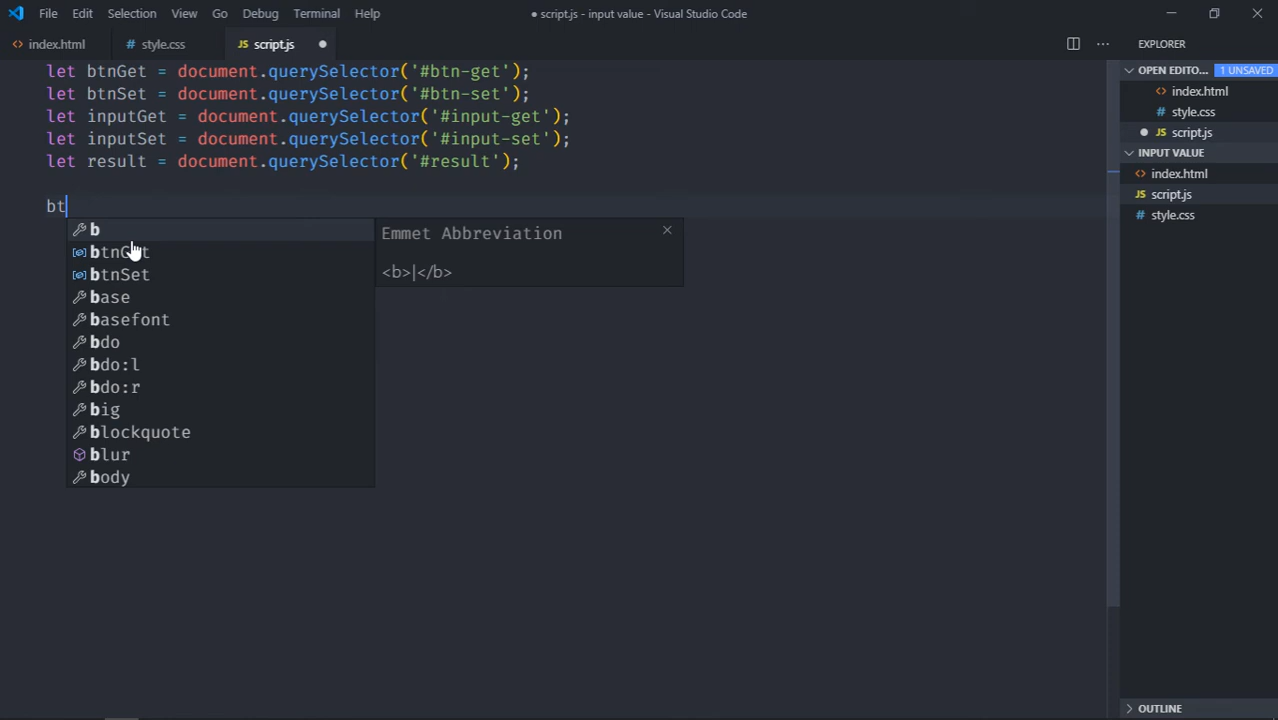 File Edit Selection View Go Debug Terminal Help
● script.js - input value - Visual Studio Code
<> index.html
# style.css
JS script.js ●
let btnGet = document.querySelector('#btn-get');
let btnSet = document.querySelector('#btn-set');
let inputGet = document.querySelector('#input-get');
let inputSet = document.querySelector('#input-set');
let result = document.querySelector('#result');
bt
b
btnGet
btnSet
base
basefont
bdo
bdo:l
bdo:r
big
blockquote
blur
body
Emmet Abbreviation
<b>|</b>
EXPLORER
OPEN EDITO... 1 UNSAVED
<> index.html
# style.css
● JS script.js
INPUT VALUE
<> index.html
JS script.js
# style.css
OUTLINE